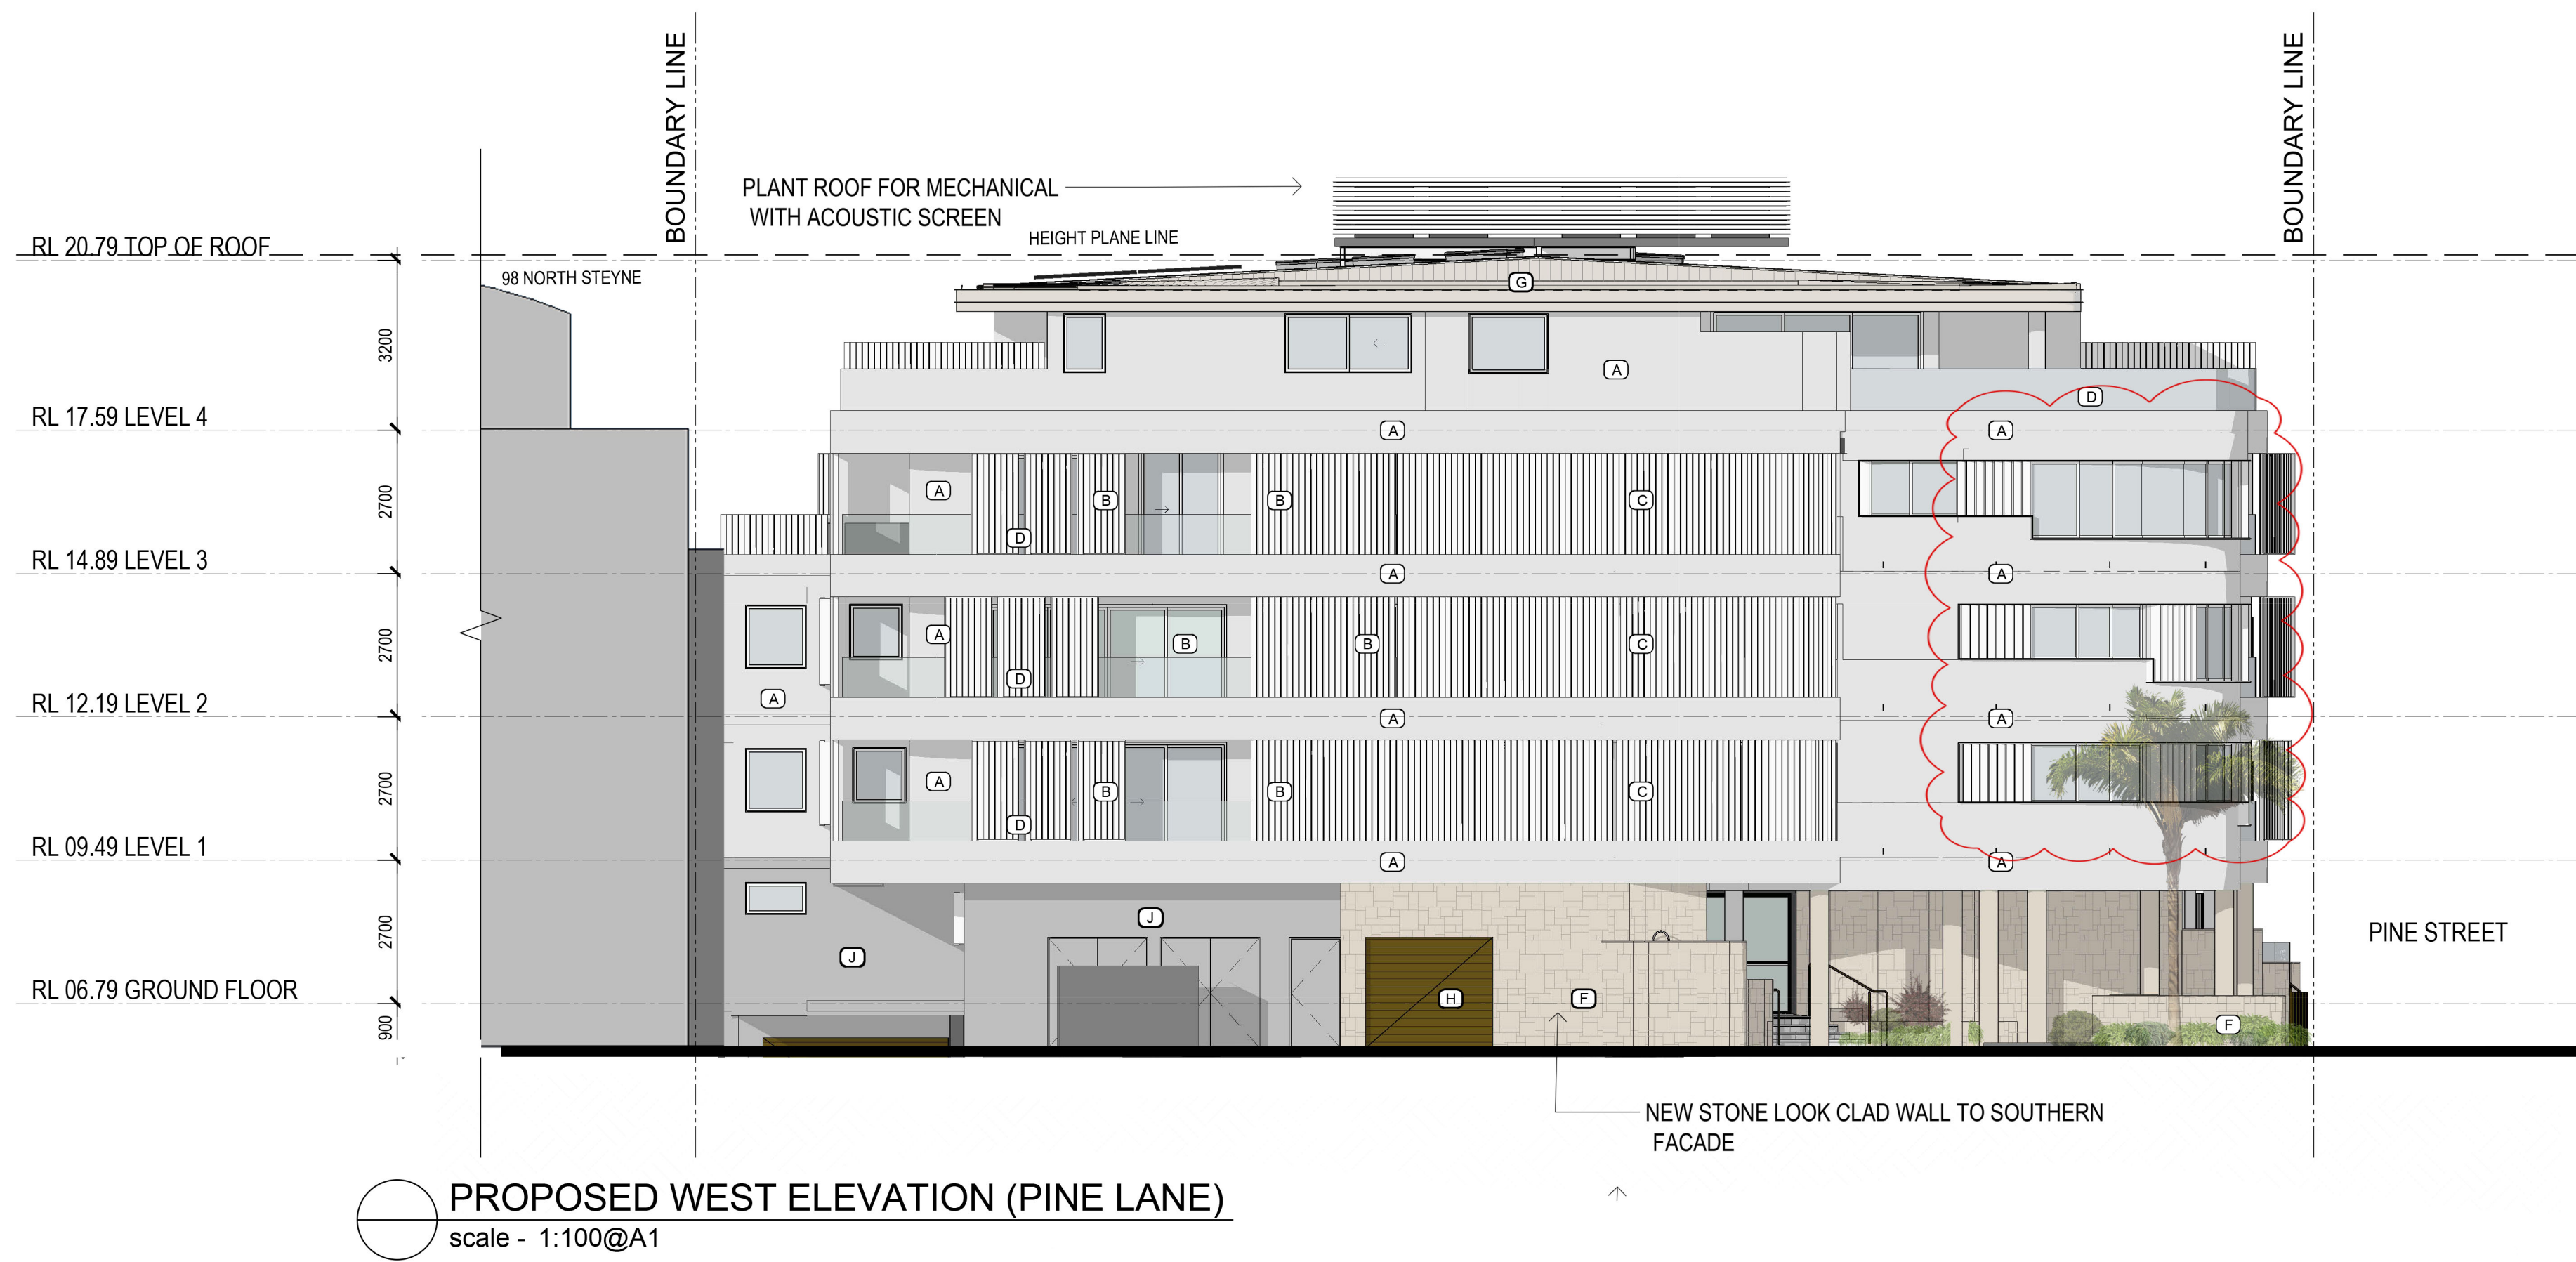 BOUNDARY LINE
BOUNDARY LINE
PLANT ROOF FOR MECHANICAL
WITH ACOUSTIC SCREEN
HEIGHT PLANE LINE
RL 20.79 TOP OF ROOF
98 NORTH STEYNE
G
3200
A
D
RL 17.59 LEVEL 4
A
A
2700
A
B
B
C
D
RL 14.89 LEVEL 3
A
A
2700
A
B
B
C
D
A
RL 12.19 LEVEL 2
A
A
2700
A
B
B
C
D
RL 09.49 LEVEL 1
A
A
2700
J
PINE STREET
J
RL 06.79 GROUND FLOOR
H
F
900
F
NEW STONE LOOK CLAD WALL TO SOUTHERN
FACADE
PROPOSED WEST ELEVATION (PINE LANE)
scale - 1:100@A1